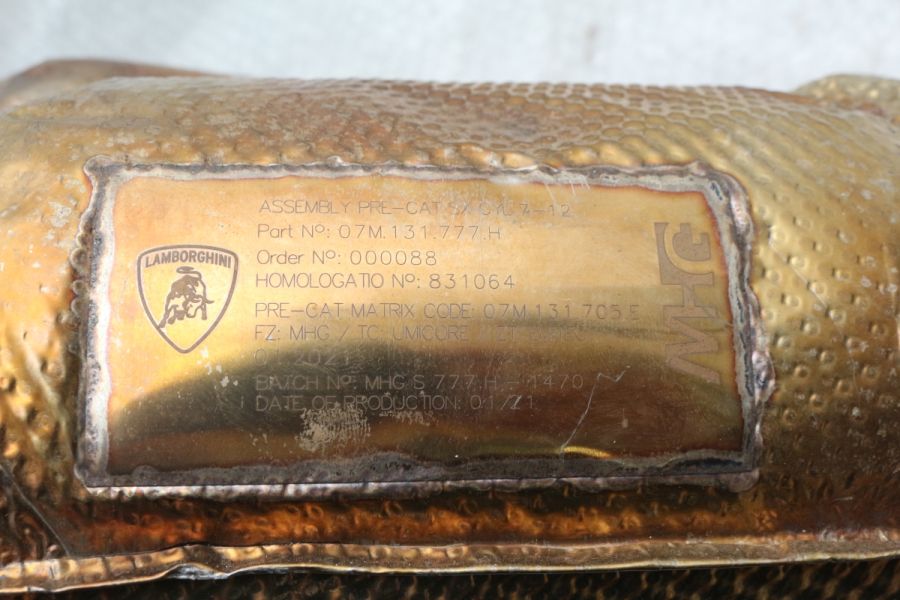 ASSEMBLY PRE-CAT SX CYL 7-12
Part Nº: 07M.131.777.H
LAMBORGHINI
Order Nº: 000088
HOMOLOGATIO Nº: 831064
PRE-CAT MATRIX CODE: 07M.131.705.E
FZ: MHG / TC: UMICORE
01.2021
BATCH Nº: MHG S 777.H - 1470
DATE OF PRODUCTION: 01/21
MHG